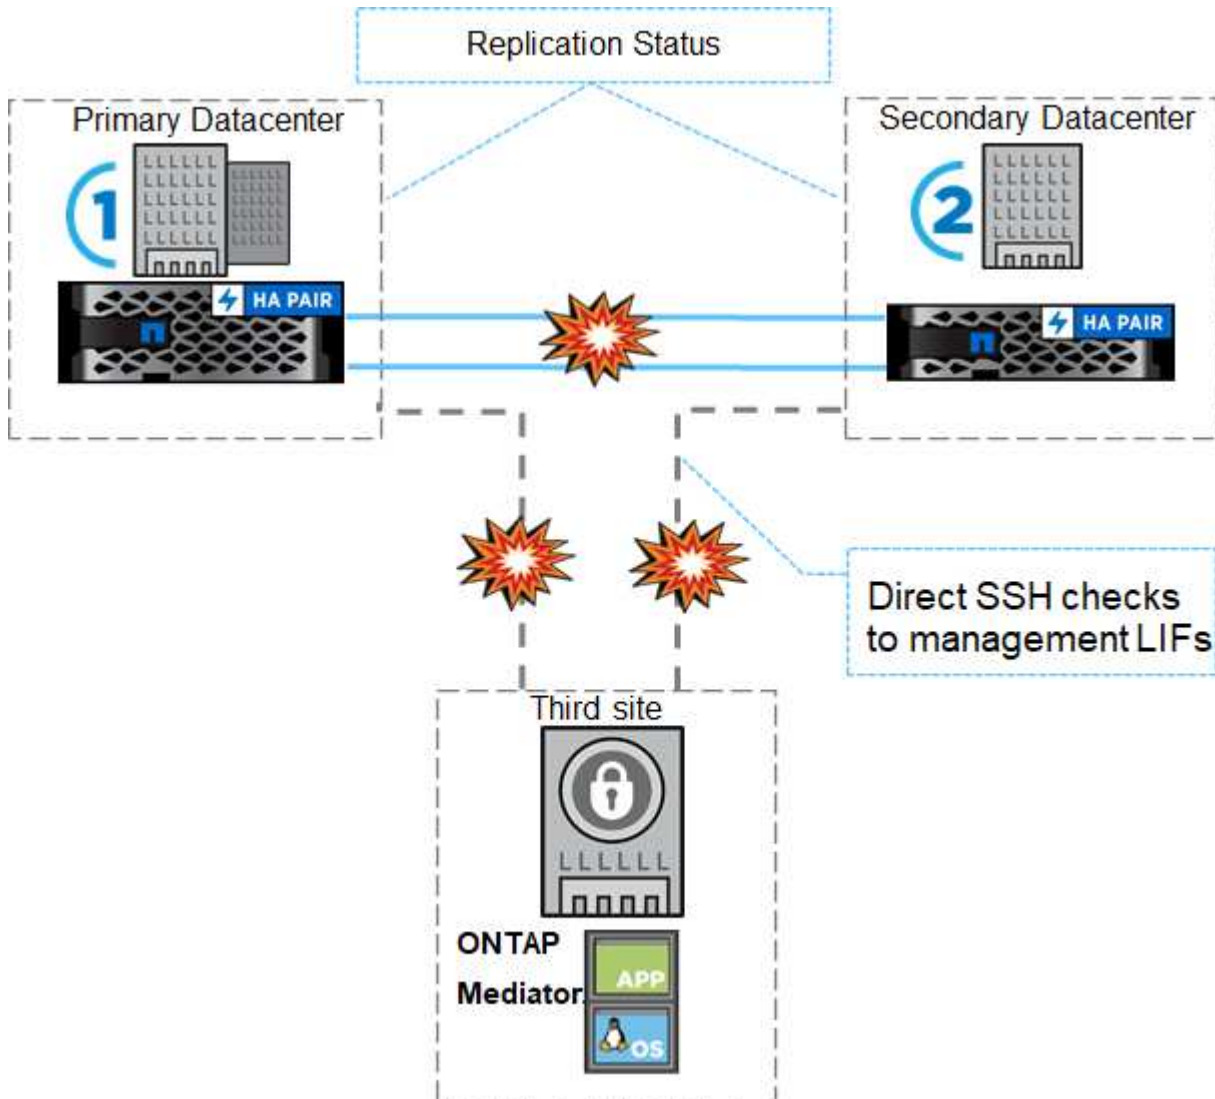 Replication Status
Primary Datacenter
Secondary Datacenter
1
2
HA PAIR
HA PAIR
Direct SSH checks
to management LIFs
Third site
LLLLLL
ONTAP
Mediator.
APP
OS